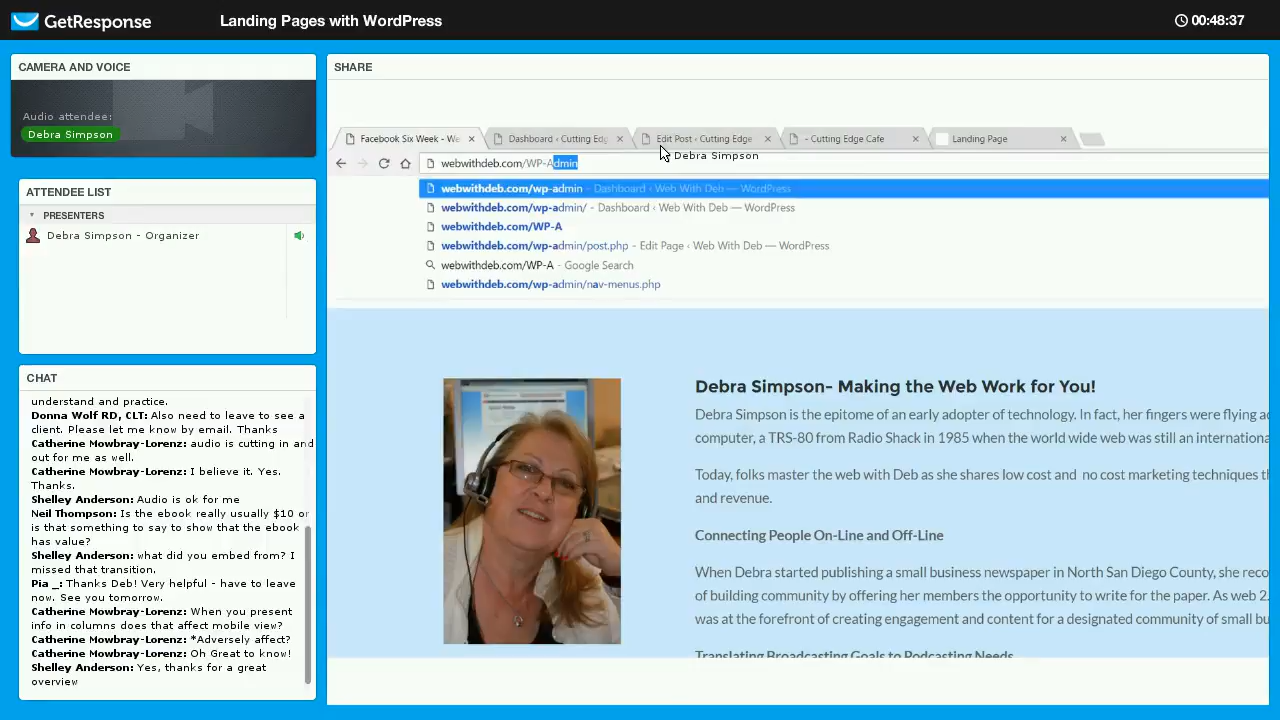 GetResponse
Landing Pages with WordPress
00:48:37
CAMERA AND VOICE
Audio attendee:
Debra Simpson
ATTENDEE LIST
PRESENTERS
Debra Simpson - Organizer
CHAT
understand and practice.
Donna Wolf RD, CLT: Also need to leave to see a
client. Please let me know by email. Thanks
Catherine Mowbray-Lorenz: audio is cutting in and
out for me as well.
Catherine Mowbray-Lorenz: I believe it. Yes.
Thanks.
Shelley Anderson: Audio is ok for me
Neil Thompson: Is the ebook really usually $10 or
is that something to say to show that the ebook
has value?
Shelley Anderson: what did you embed from? I
missed that transition.
Pia _: Thanks Deb! Very helpful - have to leave
now. See you tomorrow.
Catherine Mowbray-Lorenz: When you present
info in columns does that affect mobile view?
Catherine Mowbray-Lorenz: *Adversely affect?
Catherine Mowbray-Lorenz: Oh Great to know!
Shelley Anderson: Yes, thanks for a great
overview
SHARE
Facebook Six Week - We
Dashboard ‹ Cutting Edg
Edit Post ‹ Cutting Edge
- Cutting Edge Cafe
Landing Page
webwithdeb.com/WP-Admin
Debra Simpson
webwithdeb.com/wp-admin - Dashboard ‹ Web With Deb — WordPress
webwithdeb.com/wp-admin/ - Dashboard ‹ Web With Deb — WordPress
webwithdeb.com/WP-A
webwithdeb.com/wp-admin/post.php - Edit Page ‹ Web With Deb — WordPress
webwithdeb.com/WP-A - Google Search
webwithdeb.com/wp-admin/nav-menus.php
Debra Simpson- Making the Web Work for You!
Debra Simpson is the epitome of an early adopter of technology. In fact, her fingers were flying ac
computer, a TRS-80 from Radio Shack in 1985 when the world wide web was still an internationa
Today, folks master the web with Deb as she shares low cost and no cost marketing techniques th
and revenue.
Connecting People On-Line and Off-Line
When Debra started publishing a small business newspaper in North San Diego County, she reco
of building community by offering her members the opportunity to write for the paper. As web 2.
was at the forefront of creating engagement and content for a designated community of small bu
Translating Broadcasting Goals to Podcasting Needs